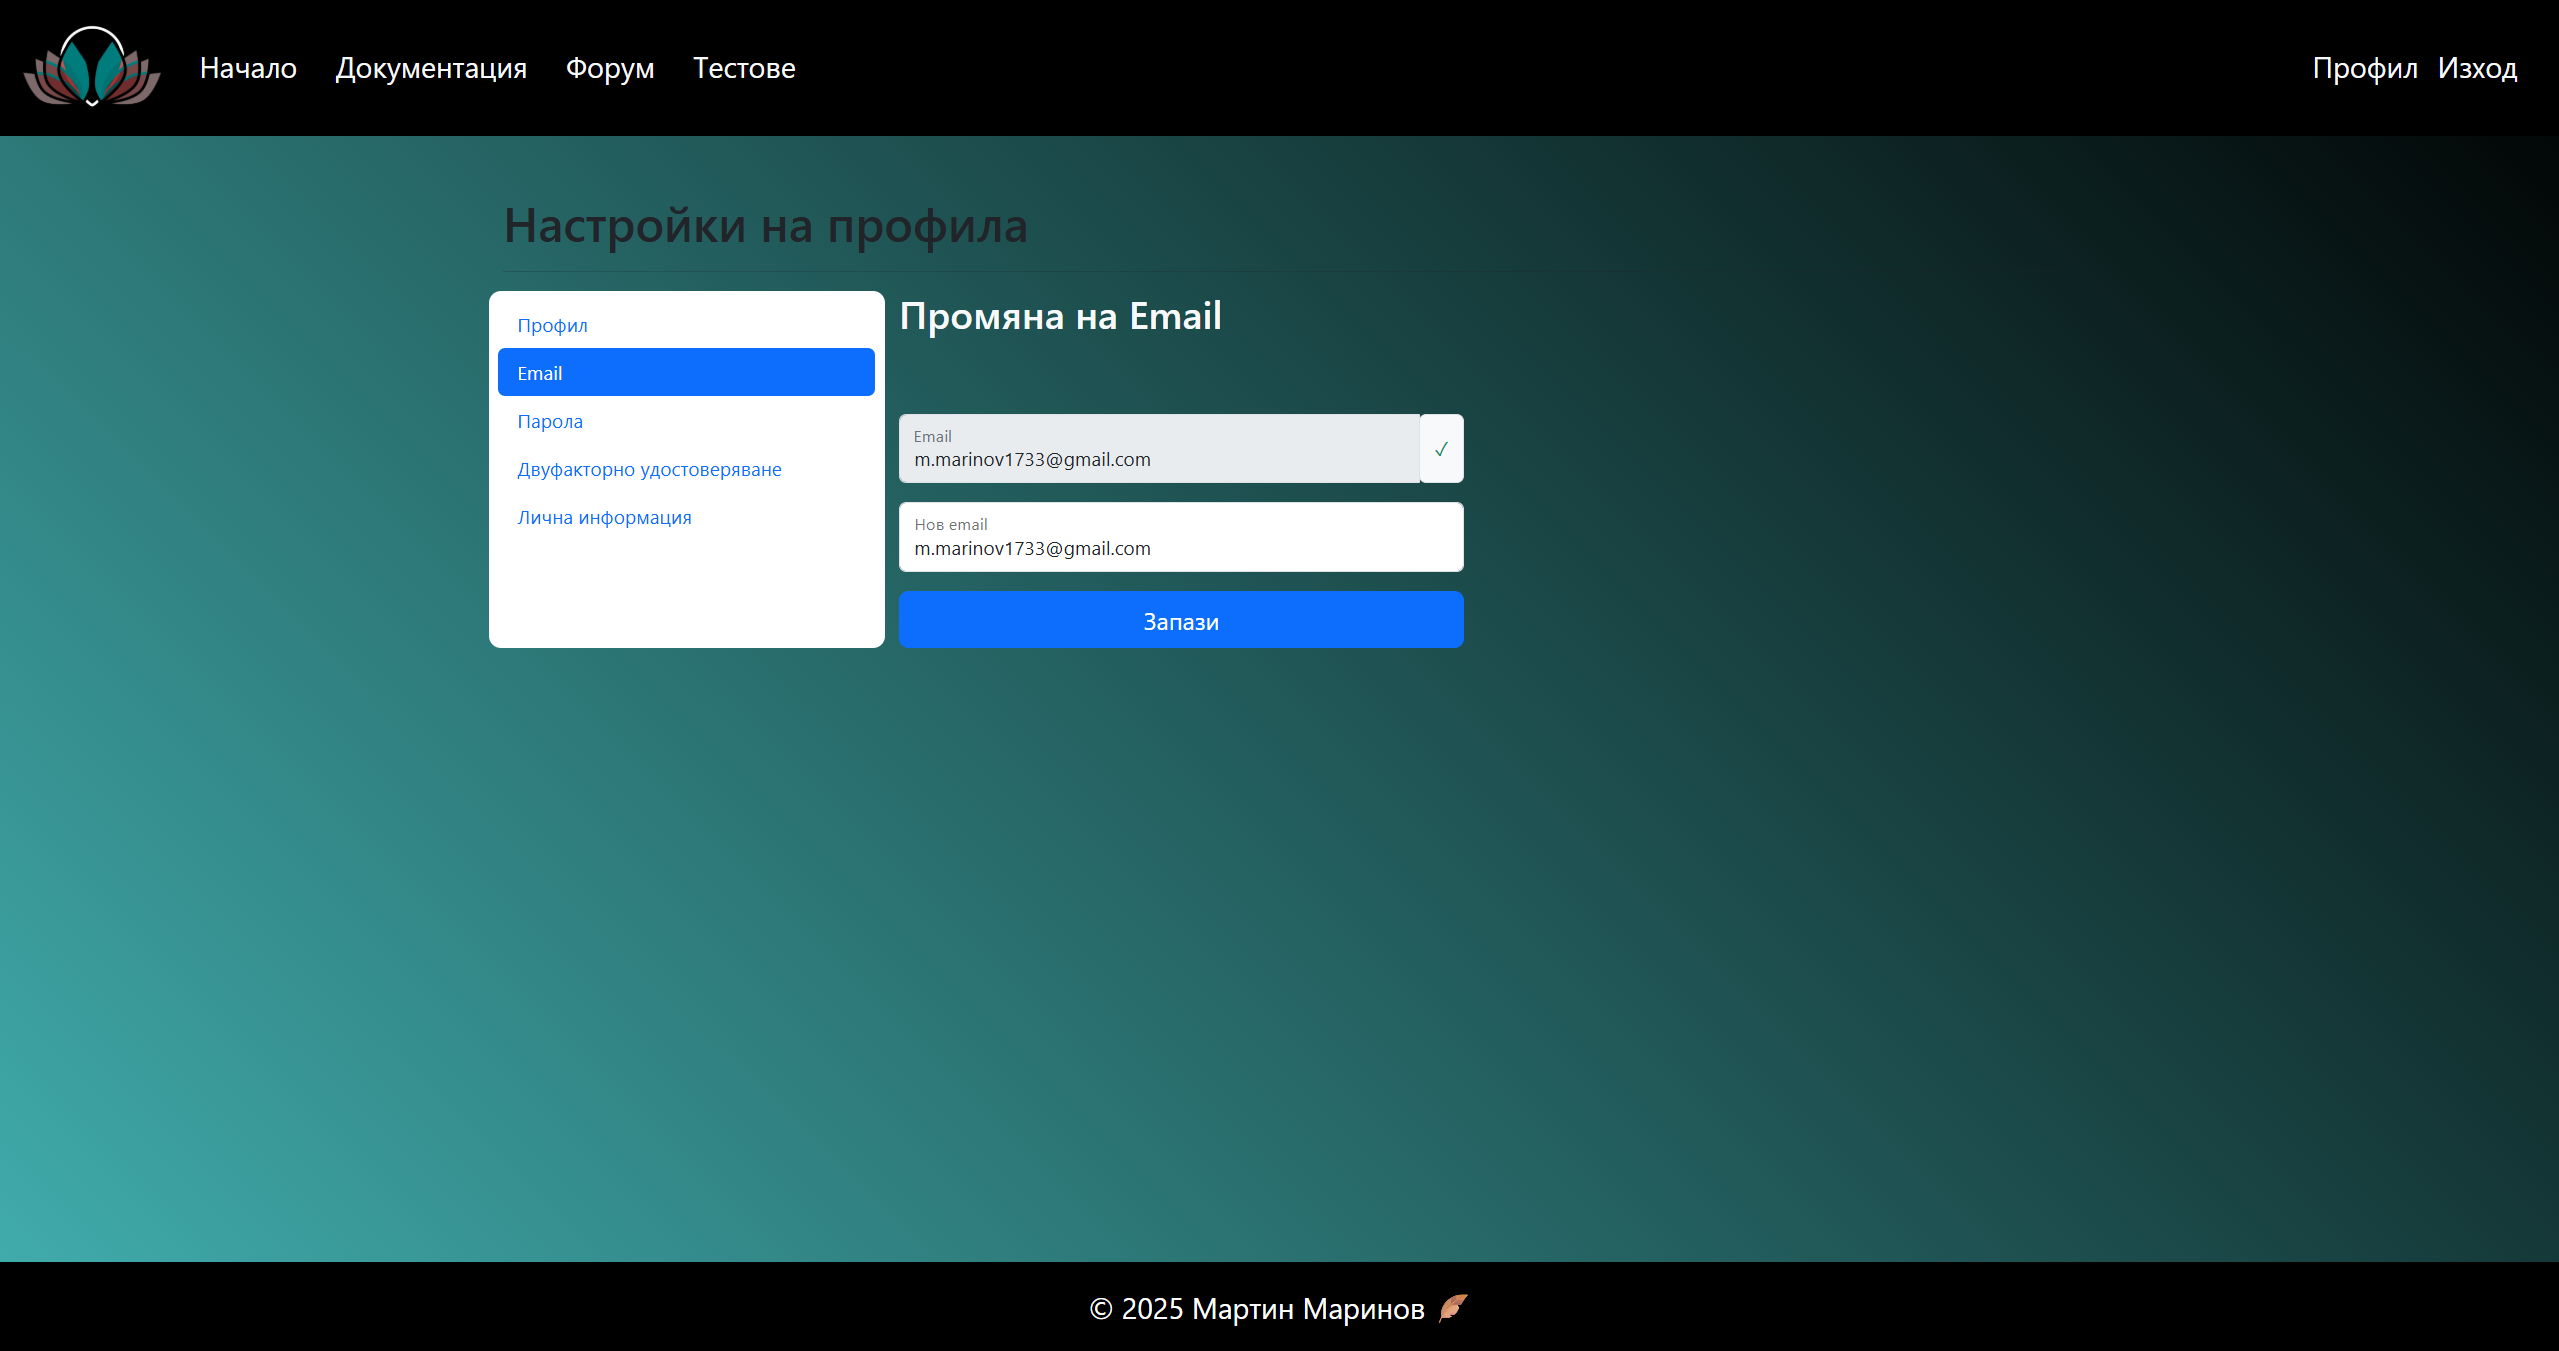 Начало Документация Форум Тестове Профил Изход
Настройки на профила
Профил
Email
Парола
Двуфакторно удостоверяване
Лична информация
Промяна на Email
Email
m.marinov1733@gmail.com ✓
Нов email
m.marinov1733@gmail.com
Запази
© 2025 Мартин Маринов 🪶